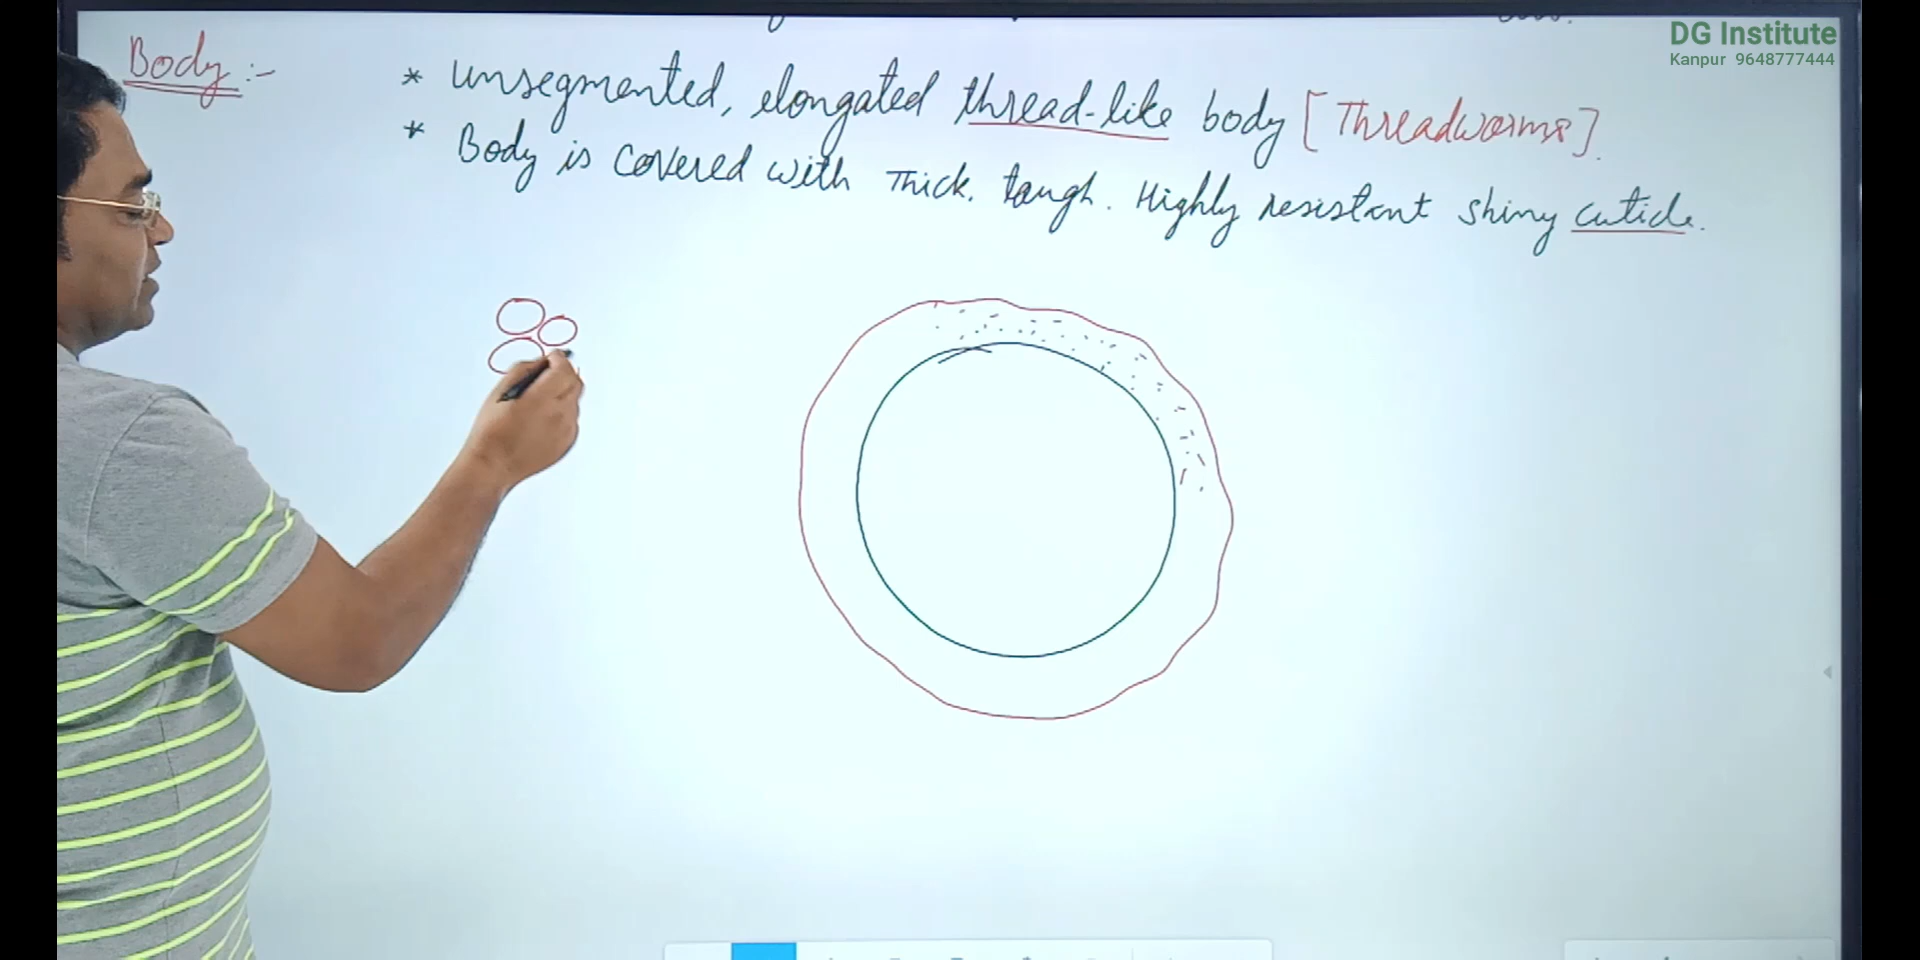 DG Institute
Kanpur 9648777444
Body :-
* unsegmented, elongated thread-like body [Threadworms].
* Body is covered with Thick. tough. Highly resistant shiny cuticle.